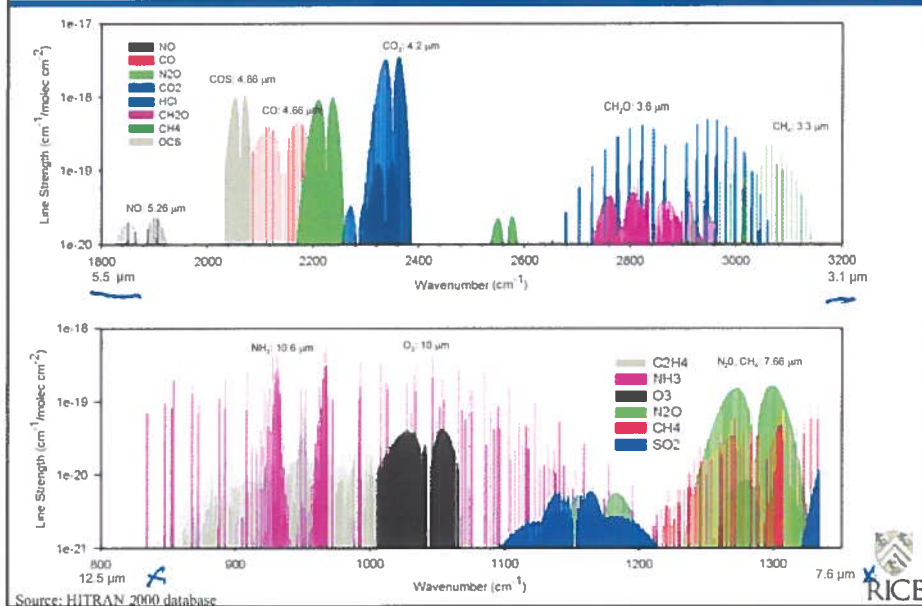 1e-17
1e-18
1e-19
1e-20
Line Strength (cm⁻¹/molec cm⁻²)
NO
CO
N2O
CO2
HCl
CH2O
CH4
OCS
COS: 4.86 μm
CO: 4.66 μm
CO₂: 4.2 μm
NO: 5.26 μm
CH₂O: 3.6 μm
CH₄: 3.3 μm
1800 2000 2200 2400 2600 2800 3000 3200
5.5 μm Wavenumber (cm⁻¹) 3.1 μm
1e-18
1e-19
1e-20
1e-21
Line Strength (cm⁻¹/molec cm⁻²)
NH₃: 10.6 μm
O₃: 10 μm
N₂O, CH₄: 7.66 μm
C2H4
NH3
O3
N2O
CH4
SO2
800 900 1000 1100 1200 1300
12.5 μm Wavenumber (cm⁻¹) 7.6 μm
RICE
Source: HITRAN 2000 database